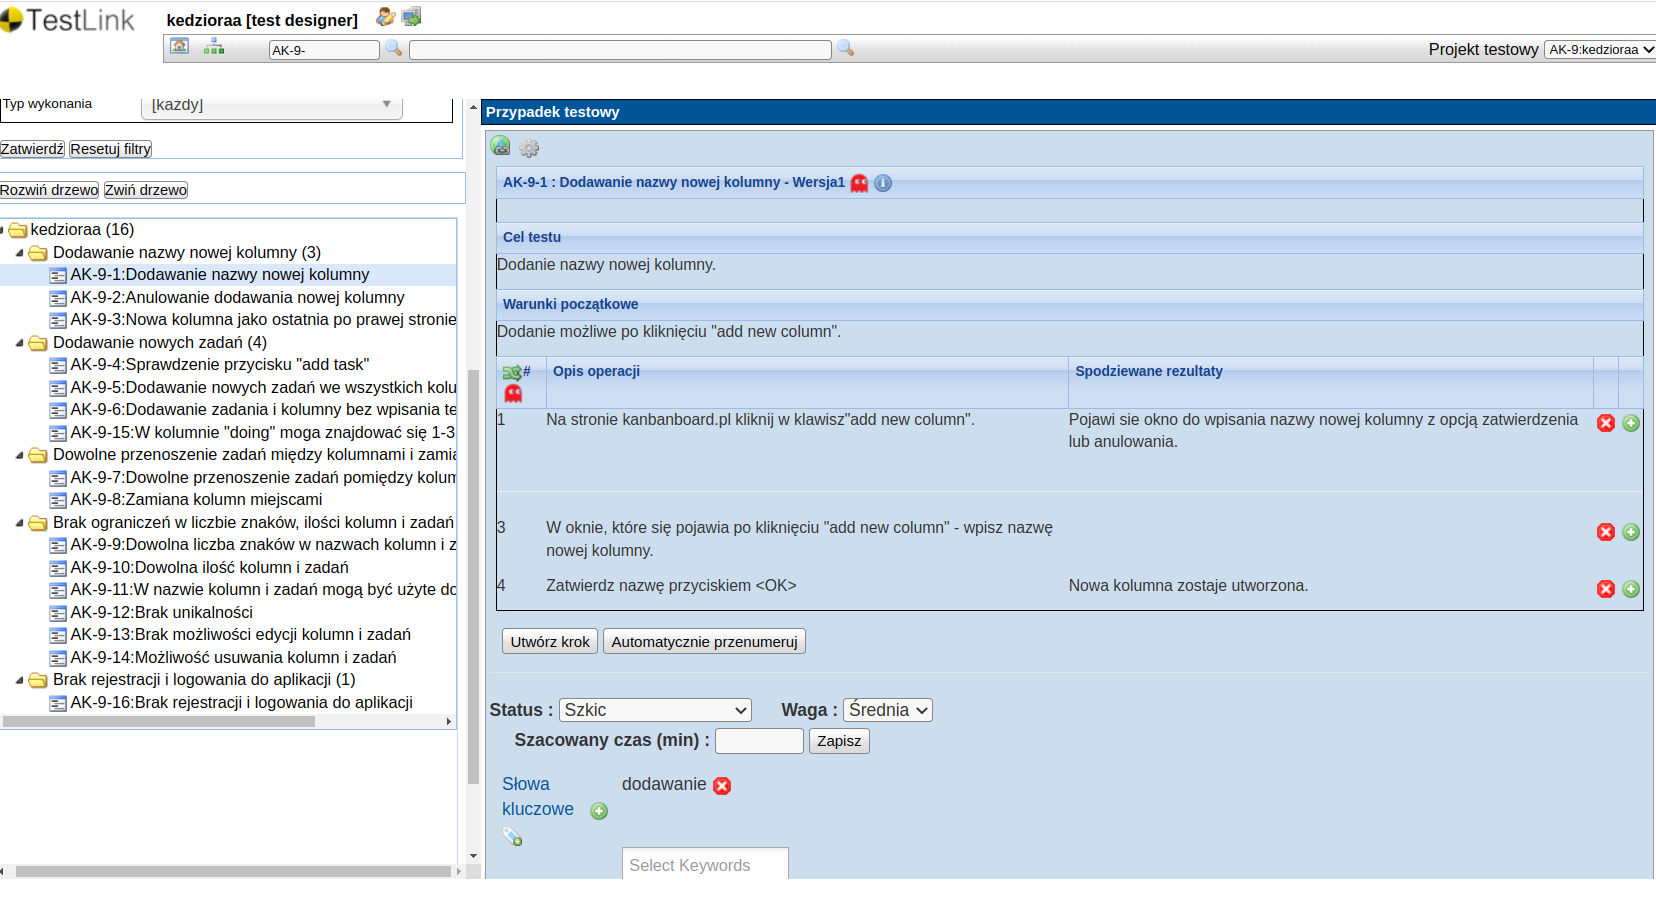 TestLink
kedzioraa [test designer]
AK-9-
Projekt testowy
AK-9:kedzioraa
Typ wykonania
[każdy]
Zatwierdź
Resetuj filtry
Rozwiń drzewo
Zwiń drzewo
kedzioraa (16)
Dodawanie nazwy nowej kolumny (3)
AK-9-1:Dodawanie nazwy nowej kolumny
AK-9-2:Anulowanie dodawania nowej kolumny
AK-9-3:Nowa kolumna jako ostatnia po prawej stronie
Dodawanie nowych zadań (4)
AK-9-4:Sprawdzenie przycisku "add task"
AK-9-5:Dodawanie nowych zadań we wszystkich kolu
AK-9-6:Dodawanie zadania i kolumny bez wpisania te
AK-9-15:W kolumnie "doing" moga znajdować się 1-3
Dowolne przenoszenie zadań między kolumnami i zamia
AK-9-7:Dowolne przenoszenie zadań pomiędzy kolum
AK-9-8:Zamiana kolumn miejscami
Brak ograniczeń w liczbie znaków, ilości kolumn i zadań
AK-9-9:Dowolna liczba znaków w nazwach kolumn i z
AK-9-10:Dowolna ilość kolumn i zadań
AK-9-11:W nazwie kolumn i zadań mogą być użyte do
AK-9-12:Brak unikalności
AK-9-13:Brak możliwości edycji kolumn i zadań
AK-9-14:Możliwość usuwania kolumn i zadań
Brak rejestracji i logowania do aplikacji (1)
AK-9-16:Brak rejestracji i logowania do aplikacji
Przypadek testowy
AK-9-1 : Dodawanie nazwy nowej kolumny - Wersja1
Cel testu
Dodanie nazwy nowej kolumny.
Warunki początkowe
Dodanie możliwe po kliknięciu "add new column".
#
Opis operacji
Spodziewane rezultaty
1
Na stronie kanbanboard.pl kliknij w klawisz"add new column".
Pojawi sie okno do wpisania nazwy nowej kolumny z opcją zatwierdzenia
lub anulowania.
3
W oknie, które się pojawia po kliknięciu "add new column" - wpisz nazwę
nowej kolumny.
4
Zatwierdz nazwę przyciskiem <OK>
Nowa kolumna zostaje utworzona.
Utwórz krok
Automatycznie przenumeruj
Status :
Szkic
Waga :
Średnia
Szacowany czas (min) :
Zapisz
Słowa
kluczowe
dodawanie
Select Keywords